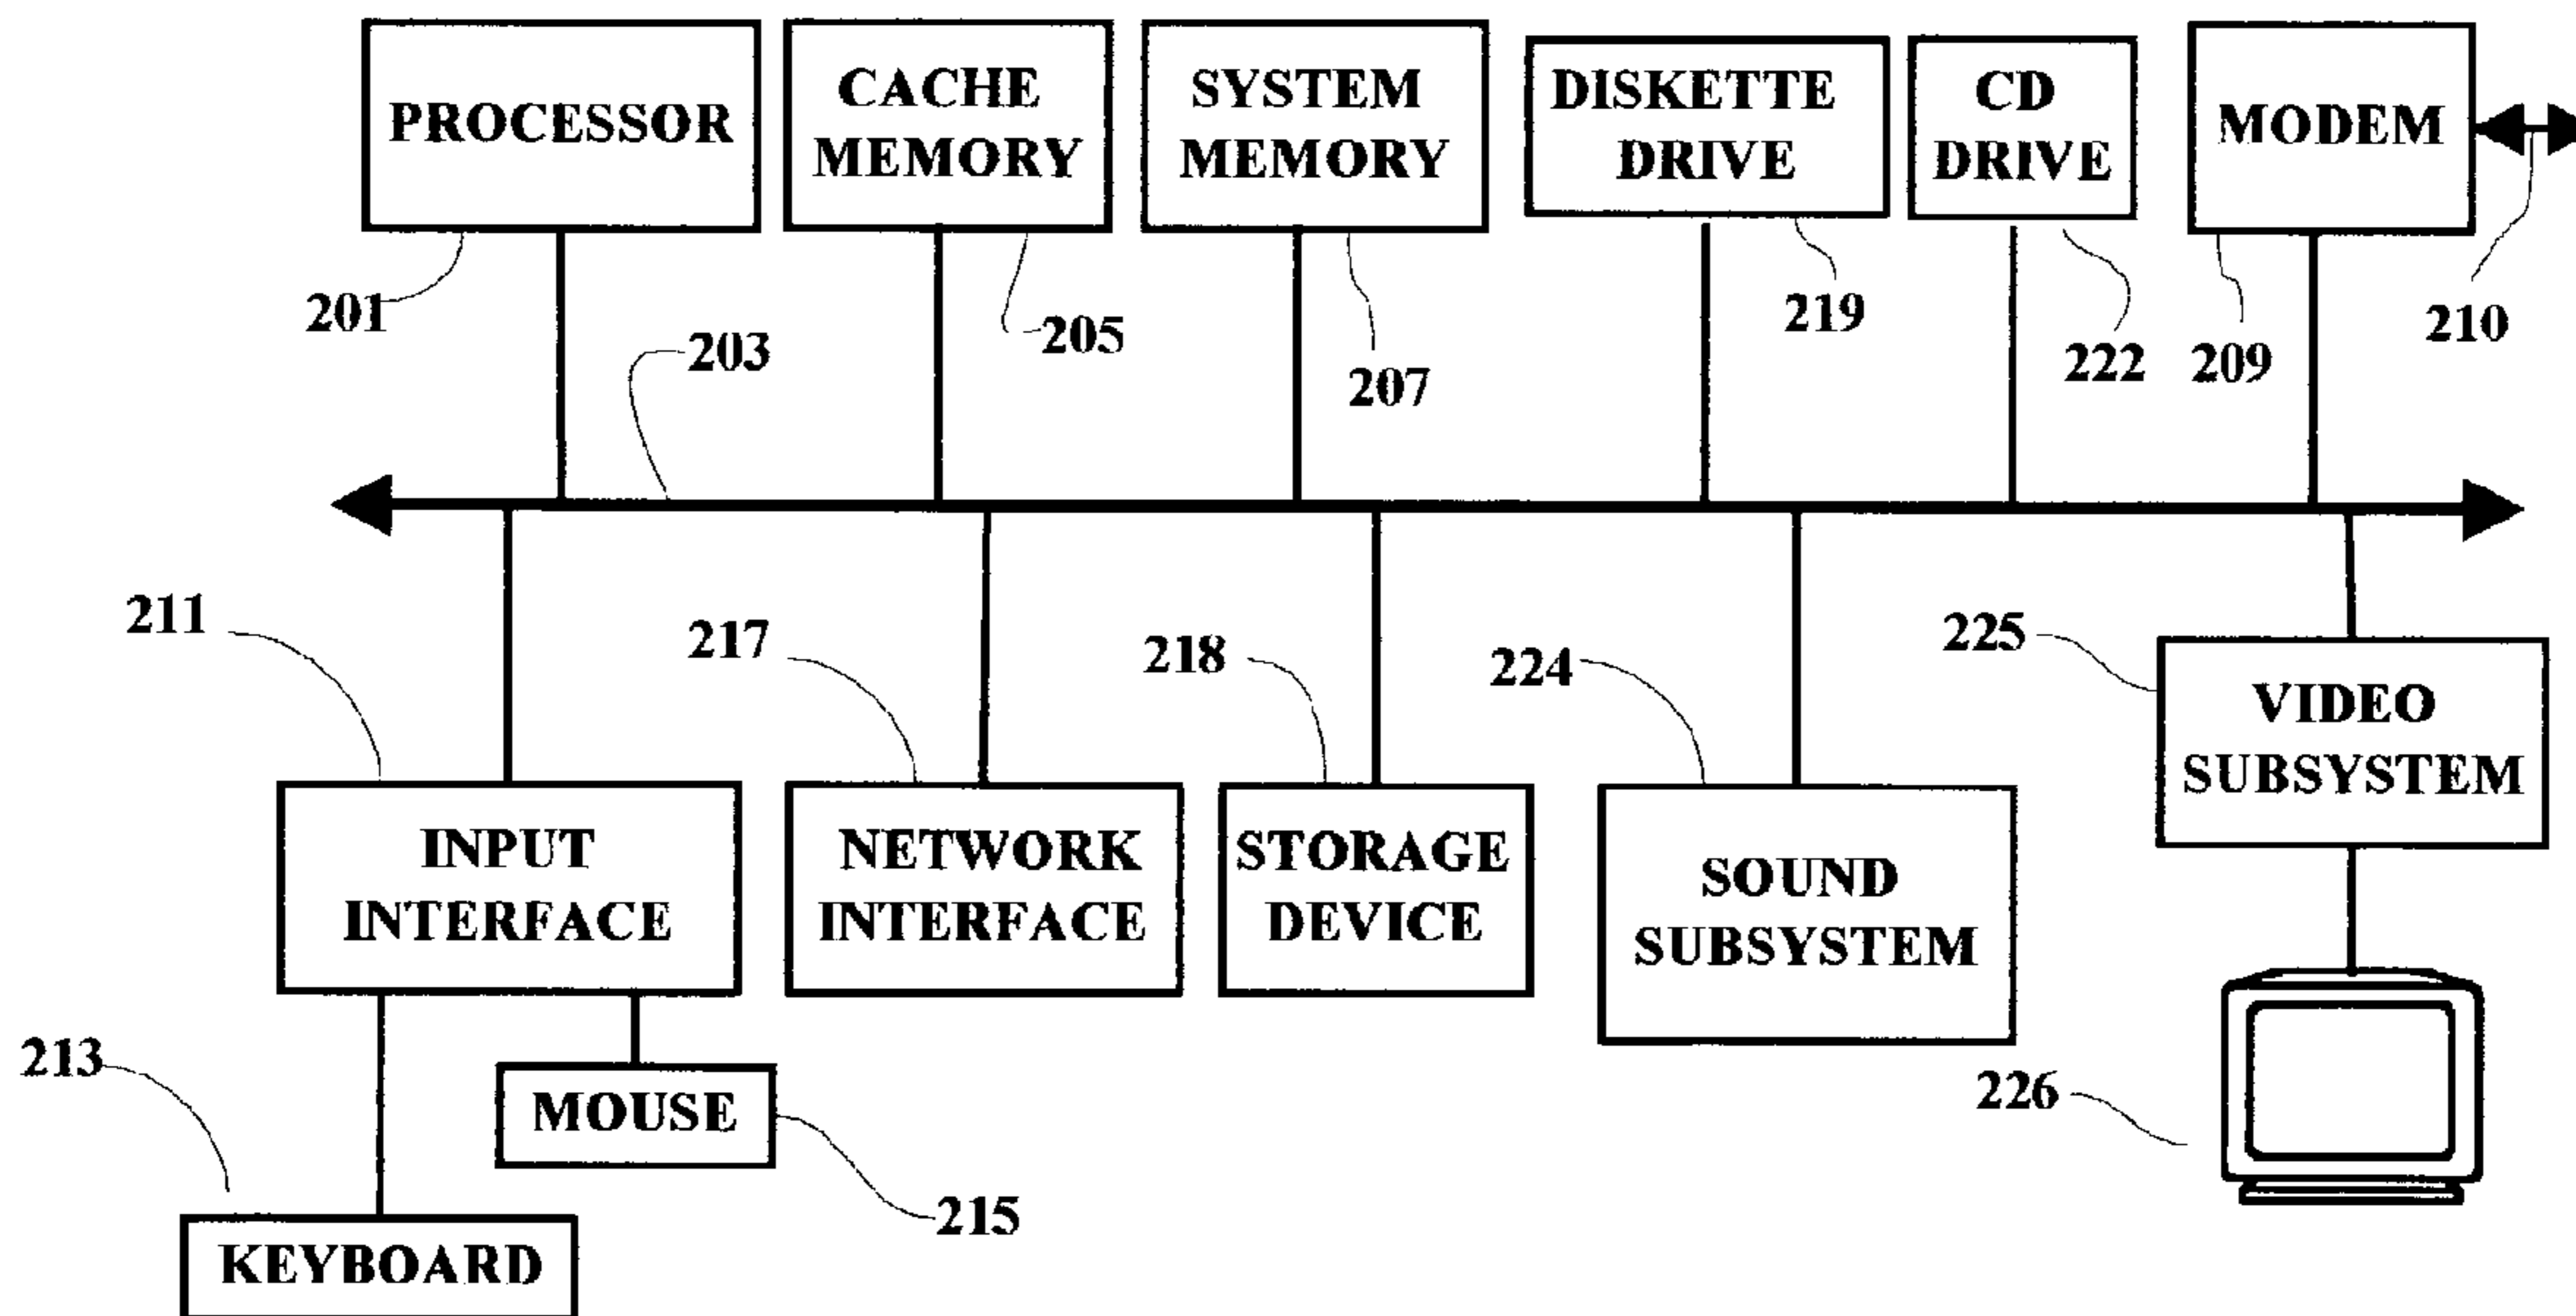 PROCESSOR
CACHE
MEMORY
SYSTEM
MEMORY
DISKETTE
DRIVE
CD
DRIVE
MODEM
201
203
205
207
219
222
209
210
211
217
218
224
225
VIDEO
SUBSYSTEM
INPUT
INTERFACE
NETWORK
INTERFACE
STORAGE
DEVICE
SOUND
SUBSYSTEM
213
MOUSE
215
226
KEYBOARD